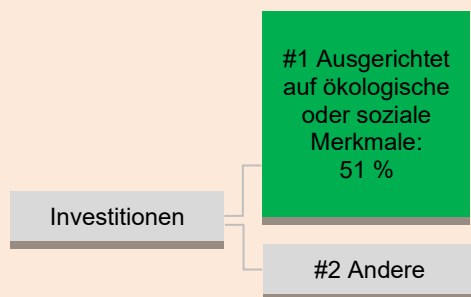 #1 Ausgerichtet
auf ökologische
oder soziale
Merkmale:
51 %
Investitionen
#2 Andere